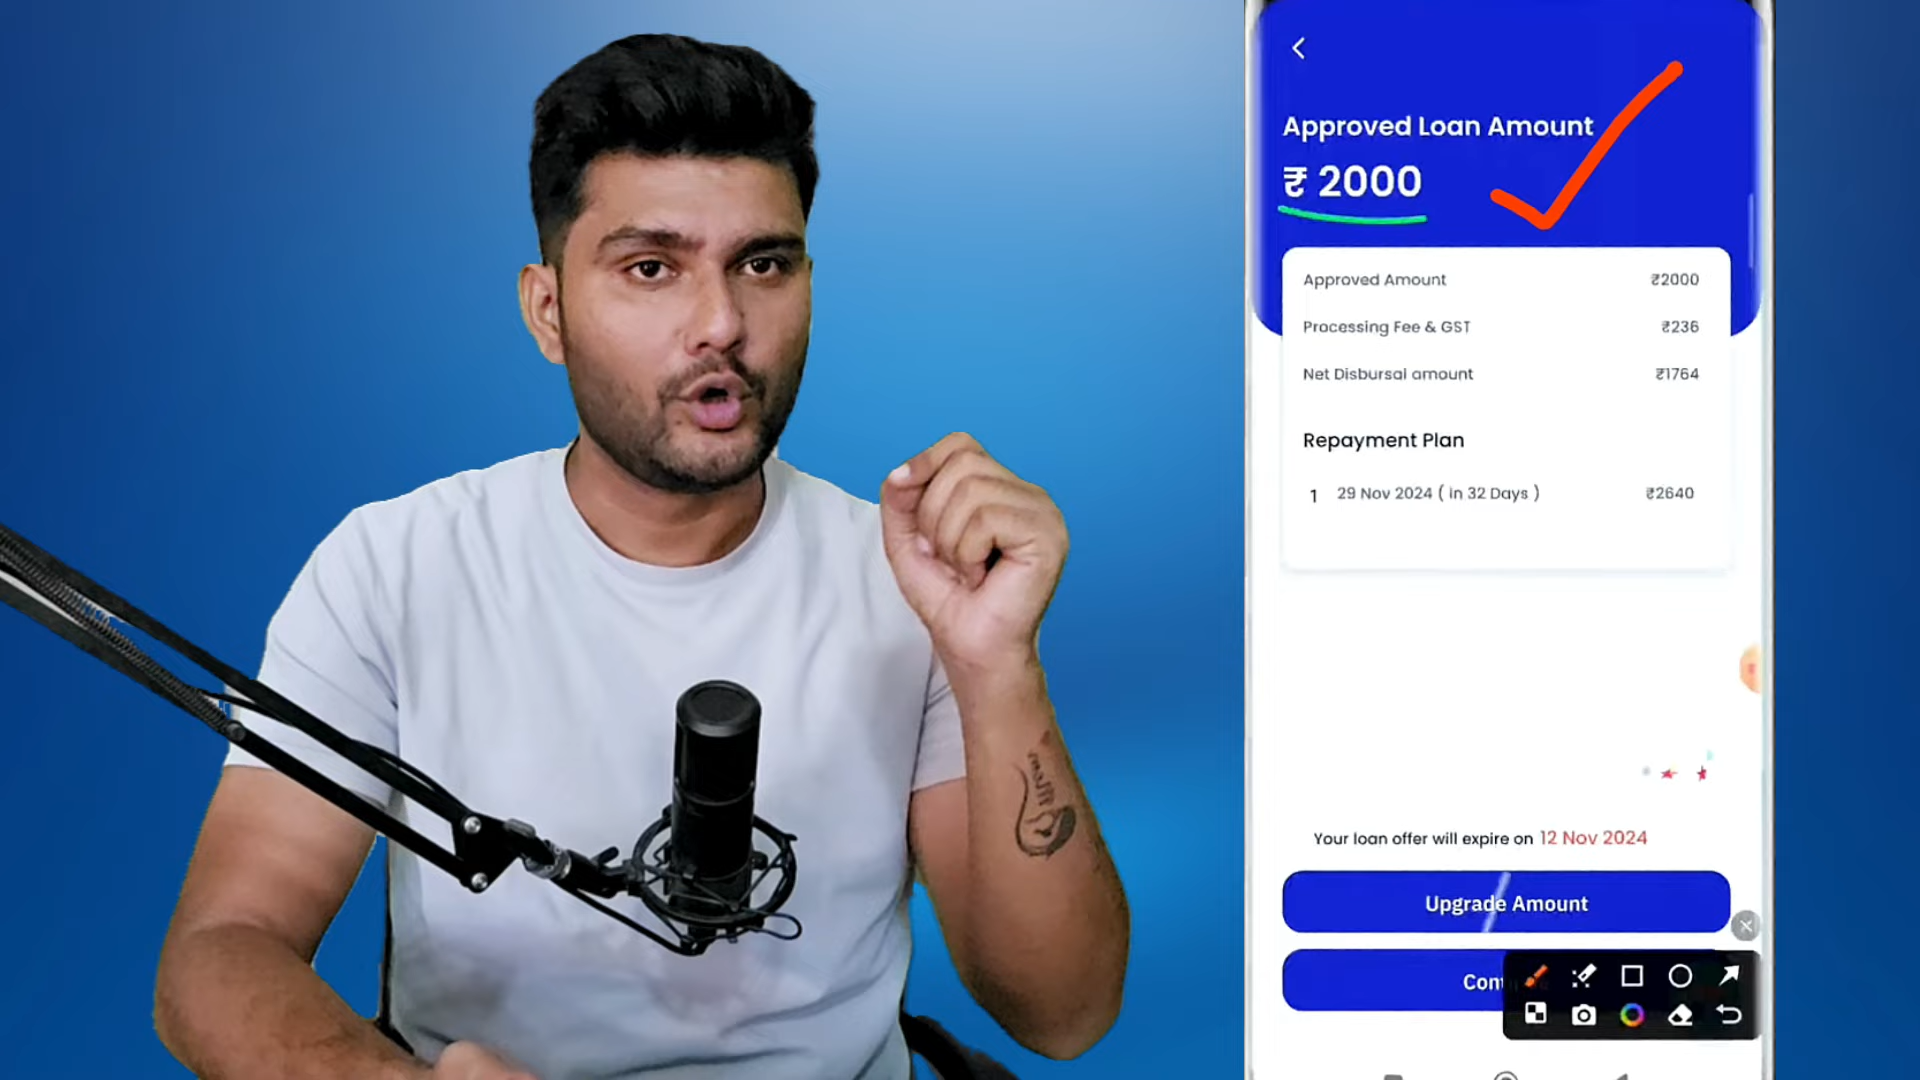 Approved Loan Amount
₹ 2000
Approved Amount ₹2000
Processing Fee & GST ₹236
Net Disbursal amount ₹1764
Repayment Plan
1 29 Nov 2024 ( in 32 Days ) ₹2640
Your loan offer will expire on 12 Nov 2024
Upgrade Amount